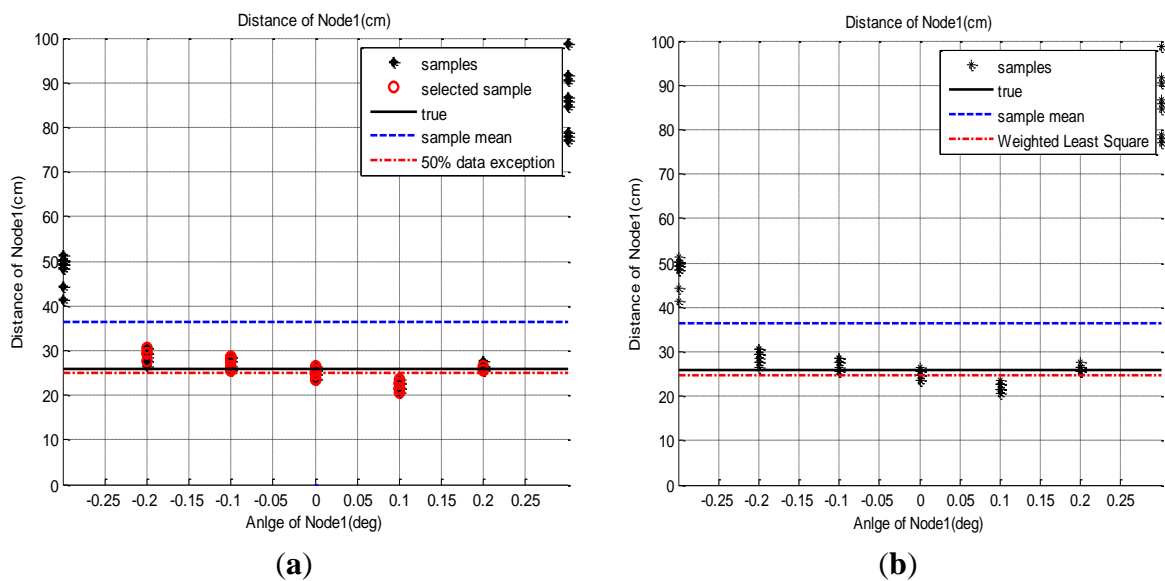 Distance of Node1(cm)
100
90
80
70
60
50
40
30
20
10
0
Distance of Node1(cm)
samples
selected sample
true
sample mean
50% data exception
-0.25 -0.2 -0.15 -0.1 -0.05 0 0.05 0.1 0.15 0.2 0.25
Anlge of Node1(deg)
(a)
Distance of Node1(cm)
100
90
80
70
60
50
40
30
20
10
0
Distance of Node1(cm)
samples
true
sample mean
Weighted Least Square
-0.25 -0.2 -0.15 -0.1 -0.05 0 0.05 0.1 0.15 0.2 0.25
Anlge of Node1(deg)
(b)